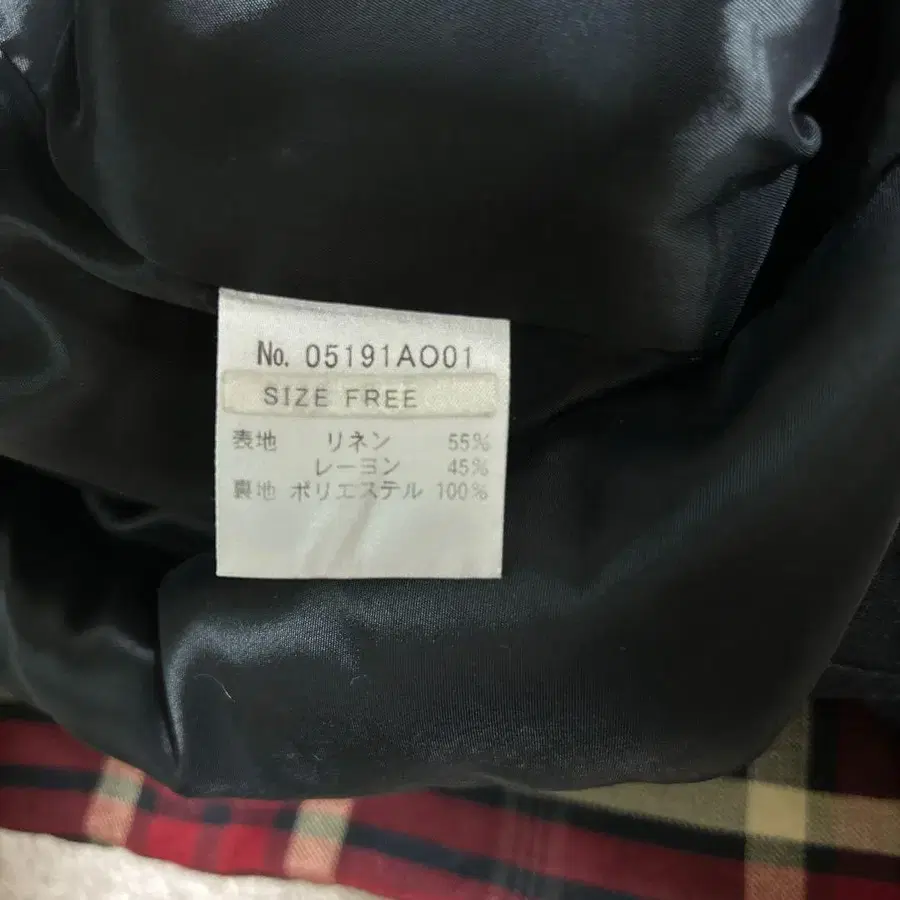 No. 05191AO01
SIZE FREE
表地 リネン 55%
レーヨン 45%
裏地 ポリエステル 100%